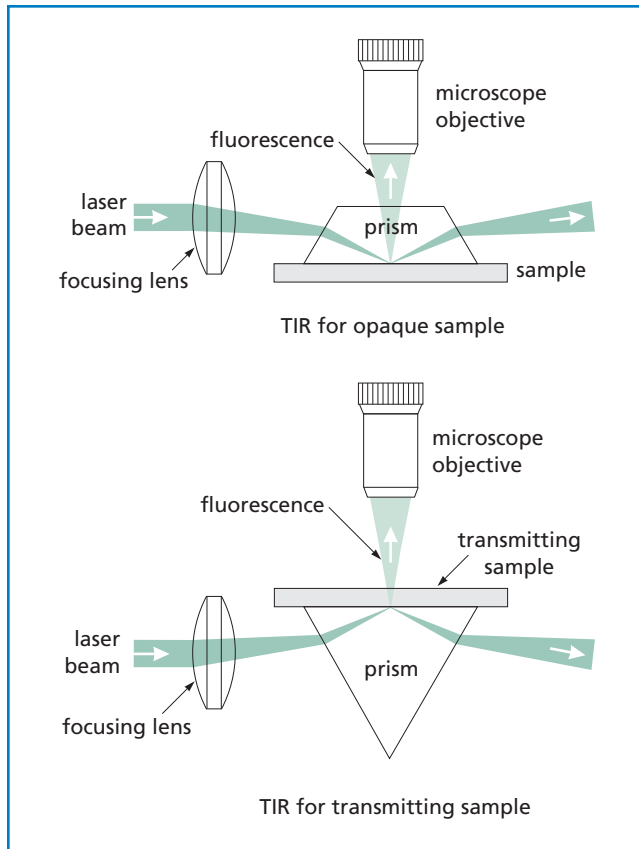 microscope
objective
fluorescence
laser
beam
prism
focusing lens
sample
TIR for opaque sample
microscope
objective
fluorescence
transmitting
sample
laser
beam
prism
focusing lens
TIR for transmitting sample